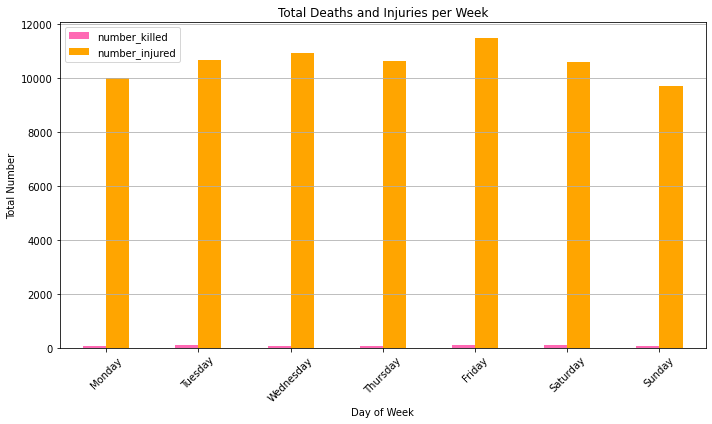 Total Deaths and Injuries per Week
number_killed
number_injured
12000
10000
8000
6000
4000
2000
0
Total Number
Monday
Tuesday
Wednesday
Thursday
Friday
Saturday
Sunday
Day of Week